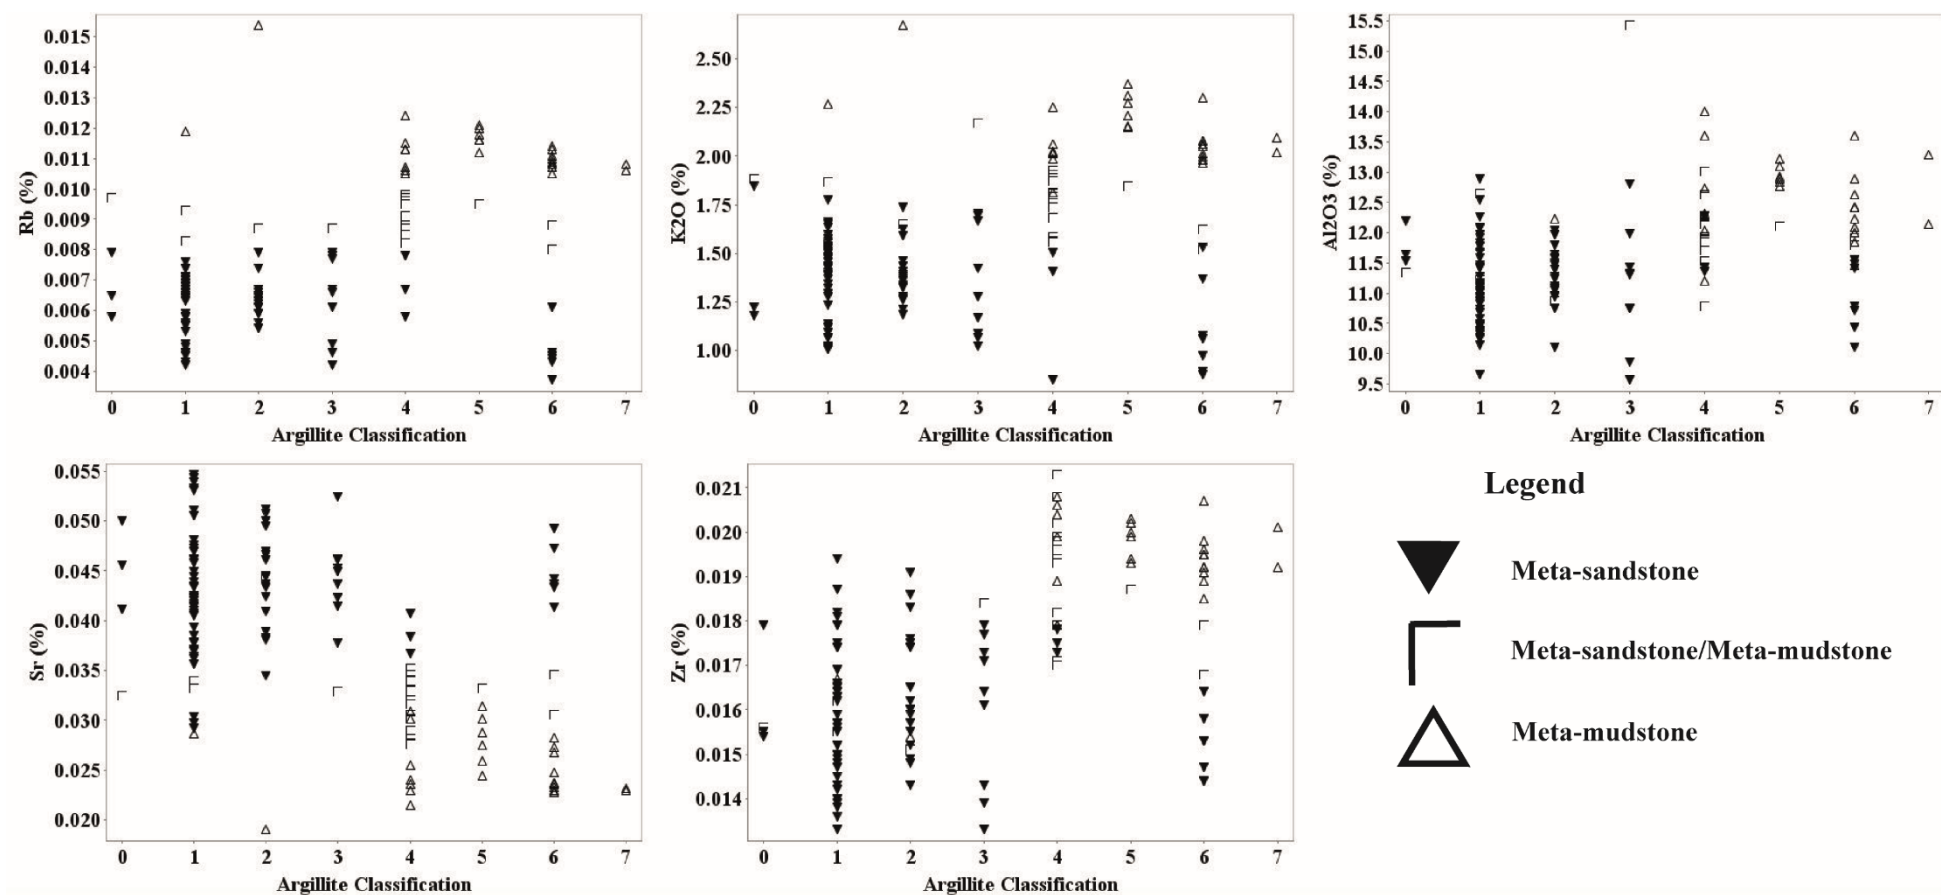 0.015
0.014
0.013
0.012
0.011
0.010
0.009
0.008
0.007
0.006
0.005
0.004
Rb (%)
0 1 2 3 4 5 6 7
Argillite Classification
2.50
2.25
2.00
1.75
1.50
1.25
1.00
K2O (%)
0 1 2 3 4 5 6 7
Argillite Classification
15.5
15.0
14.5
14.0
13.5
13.0
12.5
12.0
11.5
11.0
10.5
10.0
9.5
Al2O3 (%)
0 1 2 3 4 5 6 7
Argillite Classification
0.055
0.050
0.045
0.040
0.035
0.030
0.025
0.020
Sr (%)
0 1 2 3 4 5 6 7
Argillite Classification
0.021
0.020
0.019
0.018
0.017
0.016
0.015
0.014
Zr (%)
0 1 2 3 4 5 6 7
Argillite Classification
Legend
Meta-sandstone
Meta-sandstone/Meta-mudstone
Meta-mudstone